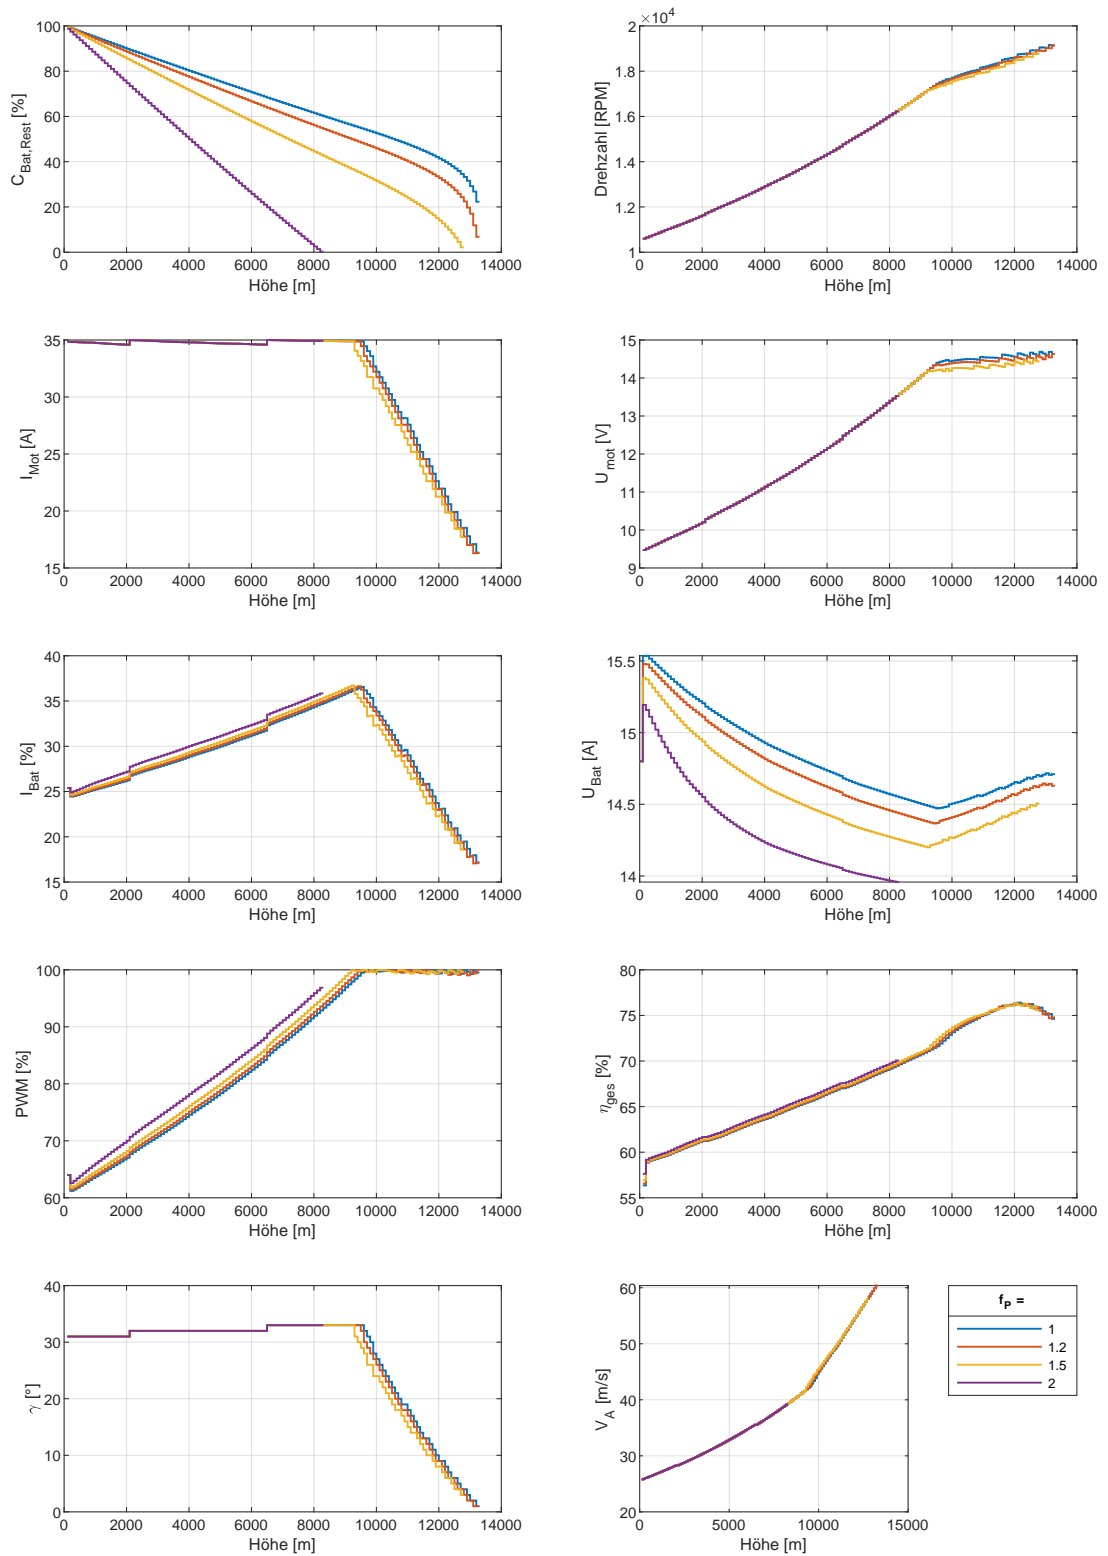 100
80
60
40
20
0
C_Bat,Rest [%]
0 2000 4000 6000 8000 10000 12000 14000
Höhe [m]
×10^4
2
1.8
1.6
1.4
1.2
1
Drehzahl [RPM]
0 2000 4000 6000 8000 10000 12000 14000
Höhe [m]
35
30
25
20
15
I_Mot [A]
0 2000 4000 6000 8000 10000 12000 14000
Höhe [m]
15
14
13
12
11
10
9
U_mot [V]
0 2000 4000 6000 8000 10000 12000 14000
Höhe [m]
40
35
30
25
20
15
I_Bat [%]
0 2000 4000 6000 8000 10000 12000 14000
Höhe [m]
15.5
15
14.5
14
U_Bat [A]
0 2000 4000 6000 8000 10000 12000 14000
Höhe [m]
100
90
80
70
60
PWM [%]
0 2000 4000 6000 8000 10000 12000 14000
Höhe [m]
80
75
70
65
60
55
η_ges [%]
0 2000 4000 6000 8000 10000 12000 14000
Höhe [m]
40
30
20
10
0
γ [°]
0 2000 4000 6000 8000 10000 12000 14000
Höhe [m]
60
50
40
30
20
V_A [m/s]
0 5000 10000 15000
Höhe [m]
f_P =
1
1.2
1.5
2